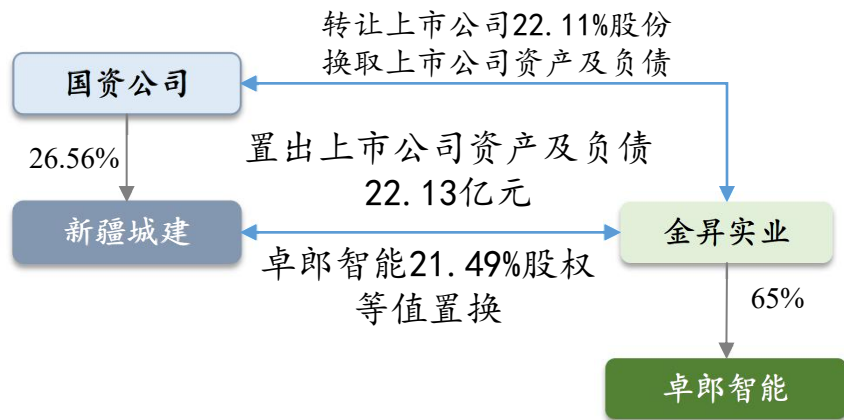 转让上市公司22.11%股份
换取上市公司资产及负债
国资公司
26.56%
置出上市公司资产及负债
22.13亿元
新疆城建
金昇实业
卓郎智能21.49%股权
等值置换
65%
卓郎智能